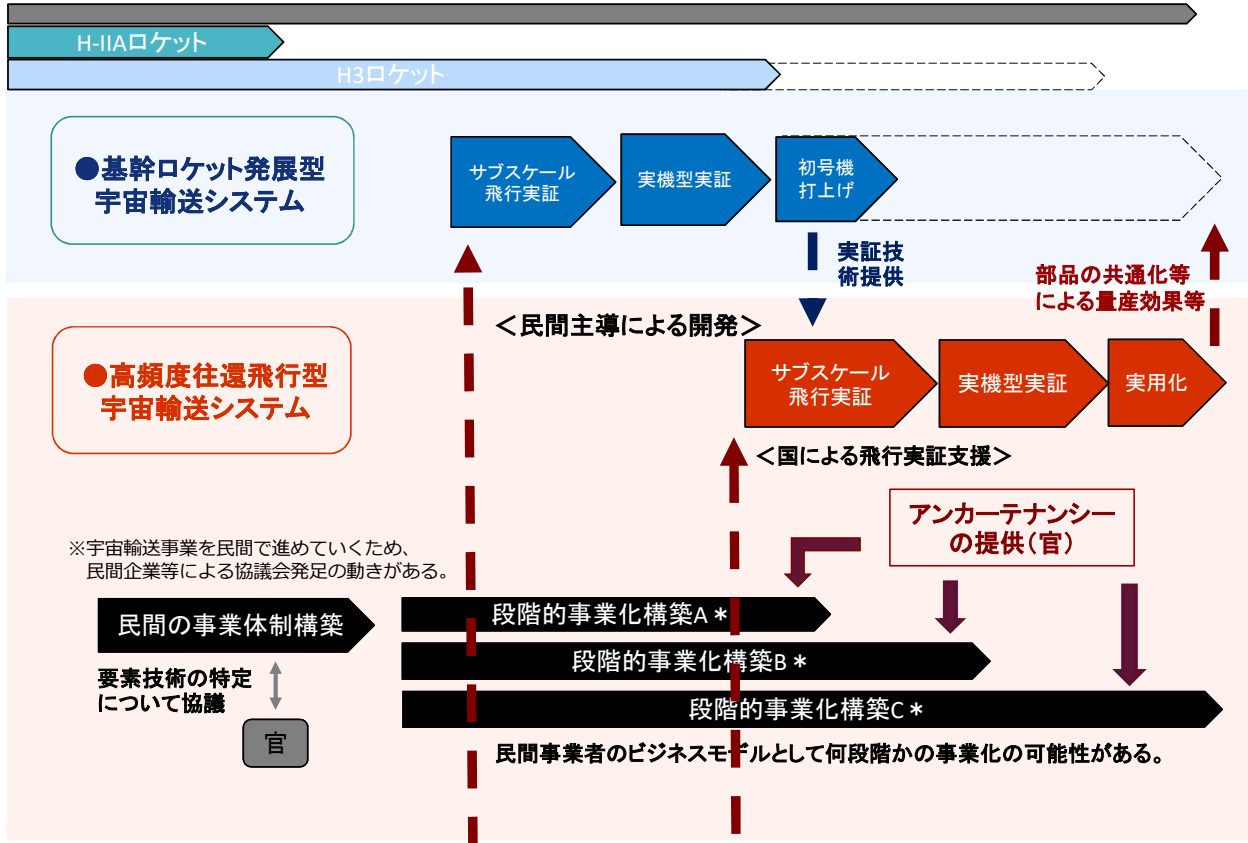 H-IIAロケット
H3ロケット
●基幹ロケット発展型
宇宙輸送システム
サブスケール
飛行実証
実機型実証
初号機
打上げ
実証技
術提供
部品の共通化等
による量産効果等
＜民間主導による開発＞
●高頻度往還飛行型
宇宙輸送システム
サブスケール
飛行実証
実機型実証
実用化
＜国による飛行実証支援＞
アンカーテナンシー
の提供（官）
※宇宙輸送事業を民間で進めていくため、
民間企業等による協議会発足の動きがある。
民間の事業体制構築
段階的事業化構築A＊
段階的事業化構築B＊
段階的事業化構築C＊
要素技術の特定
について協議
官
民間事業者のビジネスモデルとして何段階かの事業化の可能性がある。